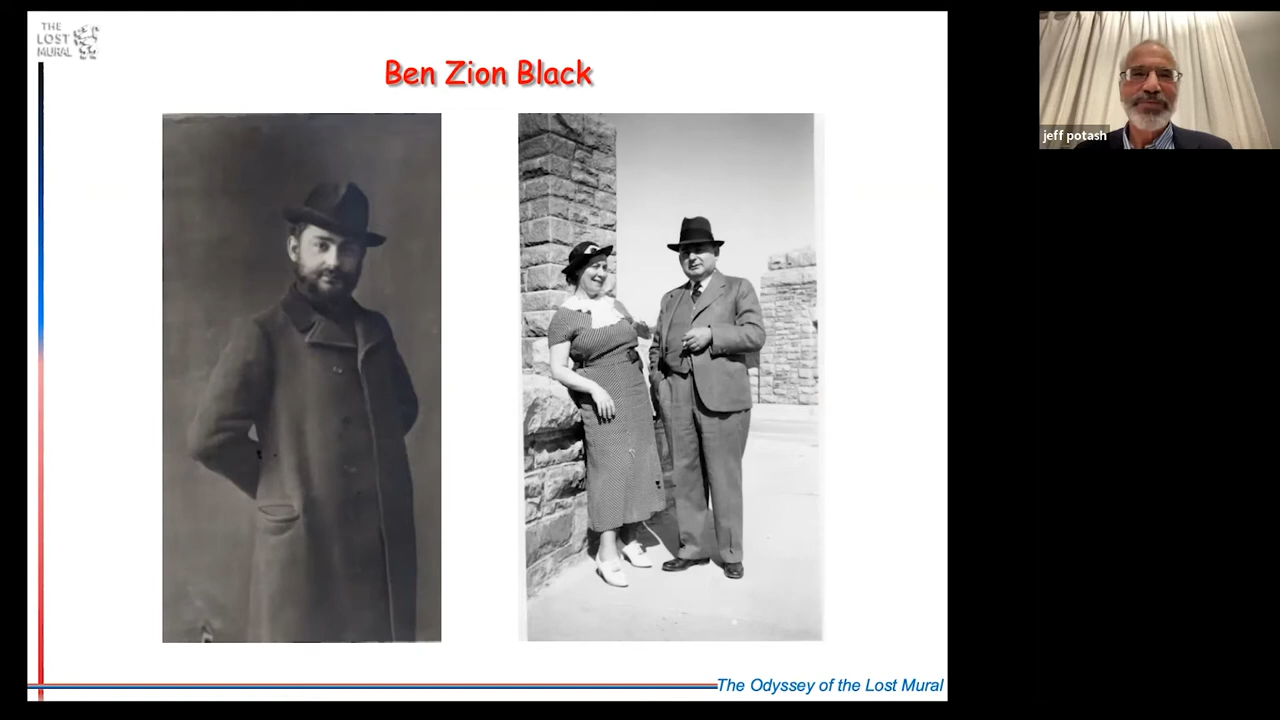 THE
LOST
MURAL
Ben Zion Black
jeff potash
The Odyssey of the Lost Mural